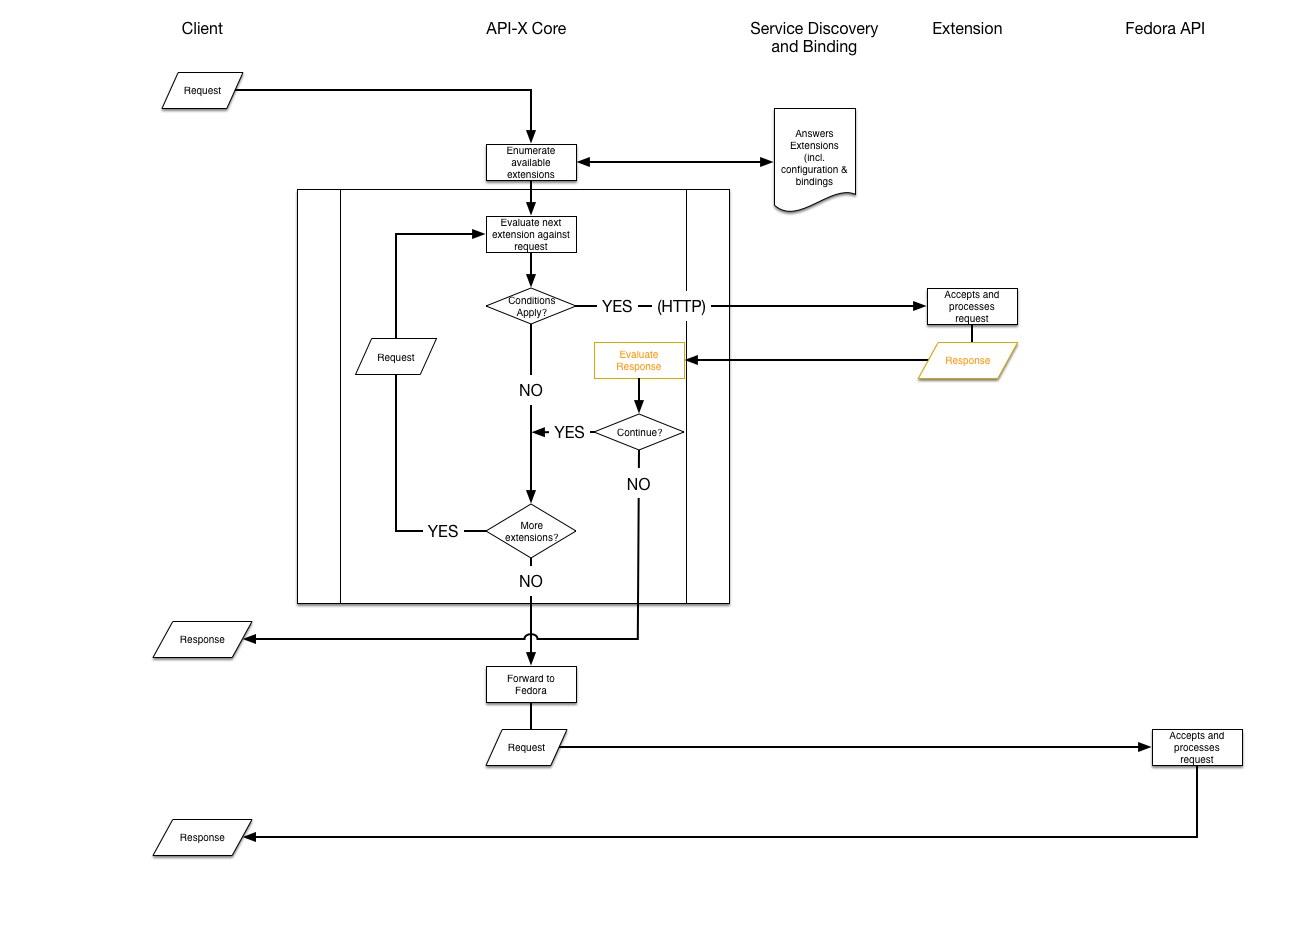 Client
API-X Core
Service Discovery
and Binding
Extension
Fedora API
Request
Enumerate
available
extensions
Answers
Extensions
(incl.
configuration &
bindings
Evaluate next
extension against
request
Conditions
Apply?
YES
(HTTP)
Accepts and
processes
request
Request
Evaluate
Response
Response
NO
YES
Continue?
NO
YES
More
extensions?
NO
Response
Forward to
Fedora
Request
Accepts and
processes
request
Response